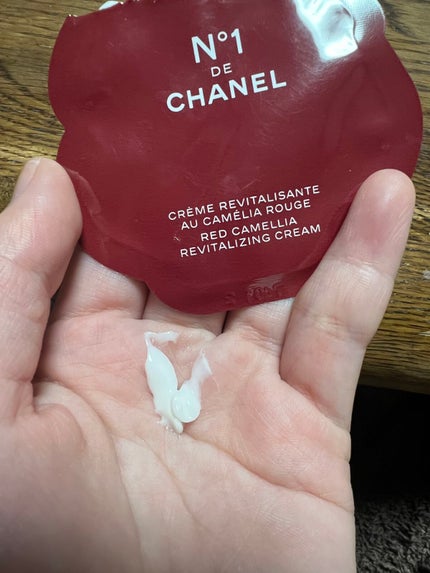 N°1
DE
CHANEL
CRÈME REVITALISANTE
AU CAMÉLIA ROUGE
RED CAMELLIA
REVITALIZING CREAM